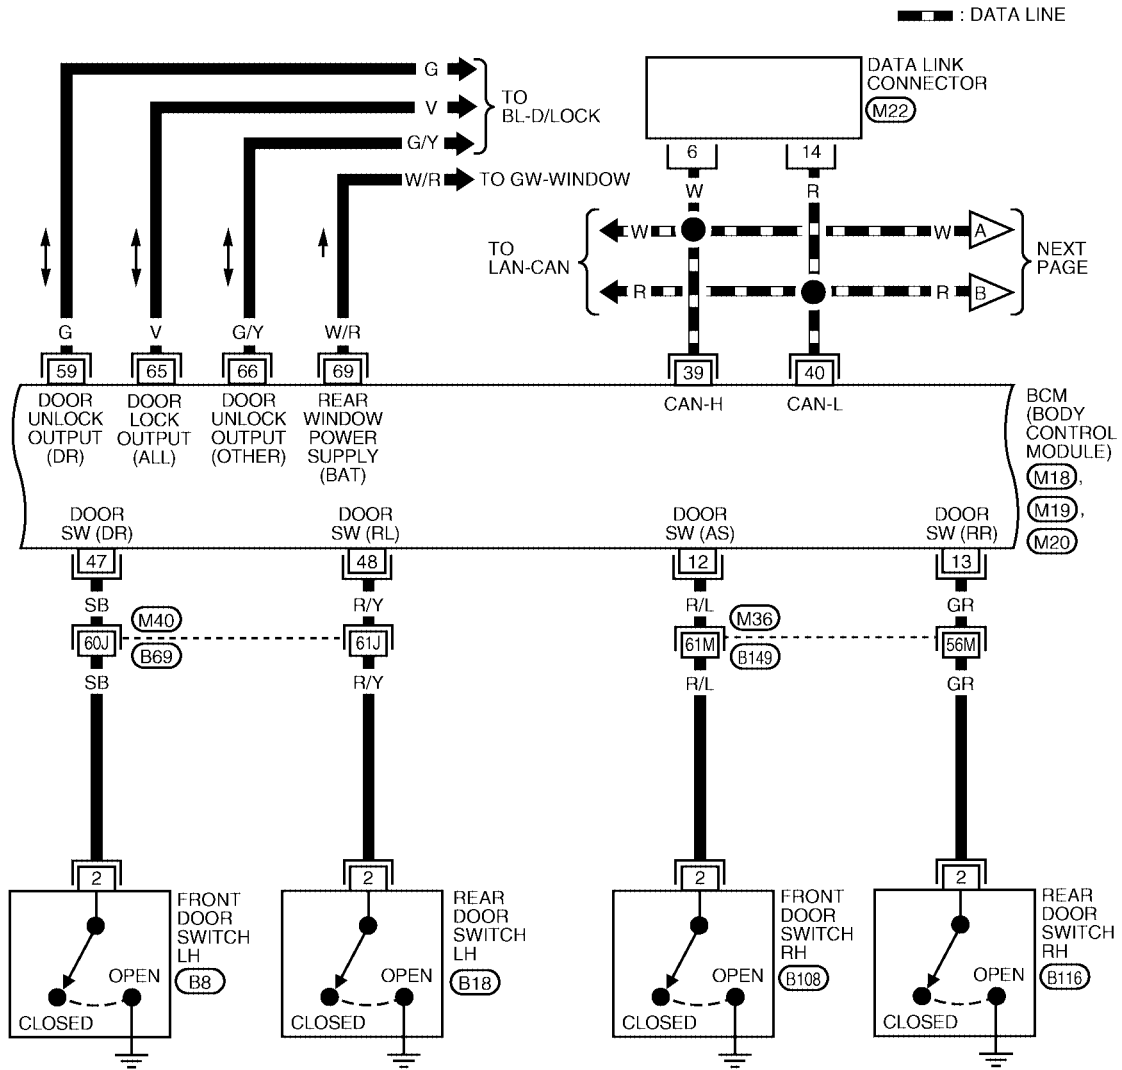 : DATA LINE
G
V
G/Y
W/R
TO
BL-D/LOCK
TO GW-WINDOW
DATA LINK
CONNECTOR
M22
6
14
W
R
TO
LAN-CAN
W
W
A
R
R
B
NEXT
PAGE
G
V
G/Y
W/R
59
65
66
69
39
40
DOOR
UNLOCK
OUTPUT
(DR)
DOOR
LOCK
OUTPUT
(ALL)
DOOR
UNLOCK
OUTPUT
(OTHER)
REAR
WINDOW
POWER
SUPPLY
(BAT)
CAN-H
CAN-L
BCM
(BODY
CONTROL
MODULE)
M18,
M19,
M20
DOOR
SW (DR)
DOOR
SW (RL)
DOOR
SW (AS)
DOOR
SW (RR)
47
48
12
13
SB
R/Y
R/L
GR
M40
M36
60J
61J
61M
56M
B69
B149
SB
R/Y
R/L
GR
2
2
2
2
FRONT
DOOR
SWITCH
LH
B8
OPEN
CLOSED
REAR
DOOR
SWITCH
LH
B18
OPEN
CLOSED
FRONT
DOOR
SWITCH
RH
B108
OPEN
CLOSED
REAR
DOOR
SWITCH
RH
B116
OPEN
CLOSED